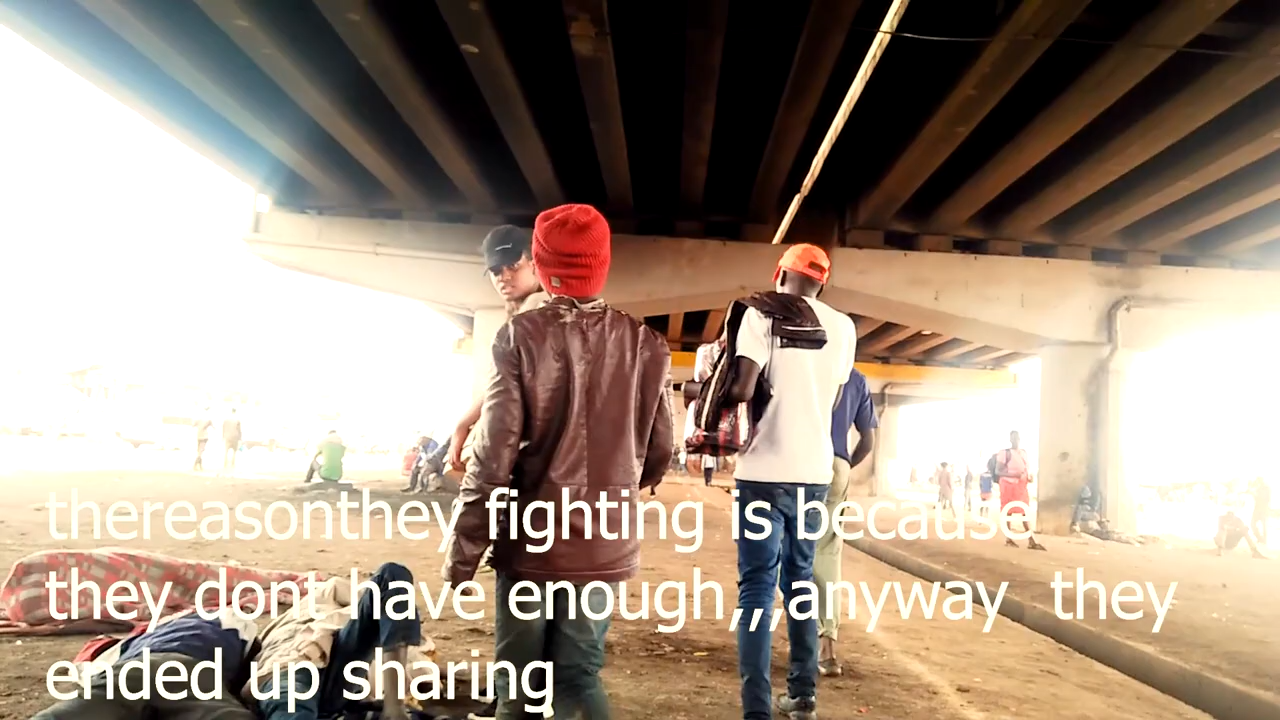 thereasonthey fighting is because
they dont have enough,,,anyway they
ended up sharing